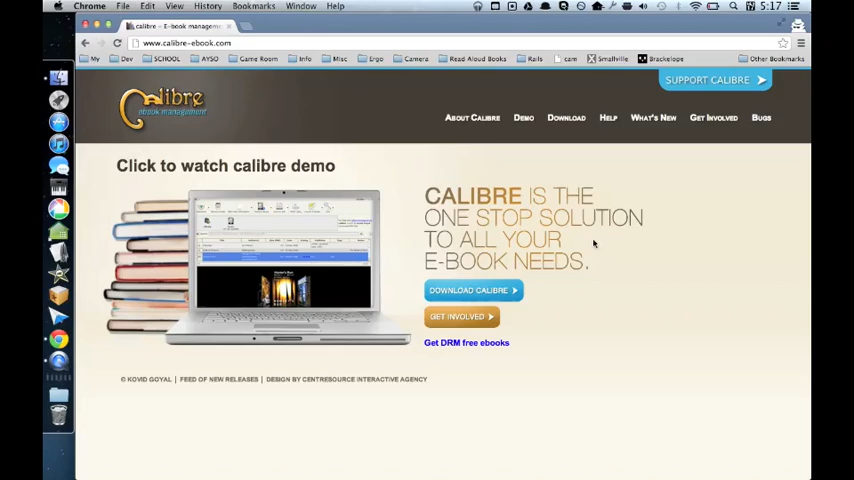 Chrome File Edit View History Bookmarks Window Help 5:17
calibre – E-book managem
www.calibre-ebook.com
My Dev SCHOOL AYSO Game Room Info Misc Ergo Camera Read Aloud Books Rails cam Smallville Brackelope Other Bookmarks
SUPPORT CALIBRE
Calibre
ebook management
ABOUT CALIBRE DEMO DOWNLOAD HELP WHAT'S NEW GET INVOLVED BUGS
Click to watch calibre demo
CALIBRE IS THE
ONE STOP SOLUTION
TO ALL YOUR
E-BOOK NEEDS.
DOWNLOAD CALIBRE
GET INVOLVED
Get DRM free ebooks
© KOVID GOYAL | FEED OF NEW RELEASES | DESIGN BY CENTRESOURCE INTERACTIVE AGENCY